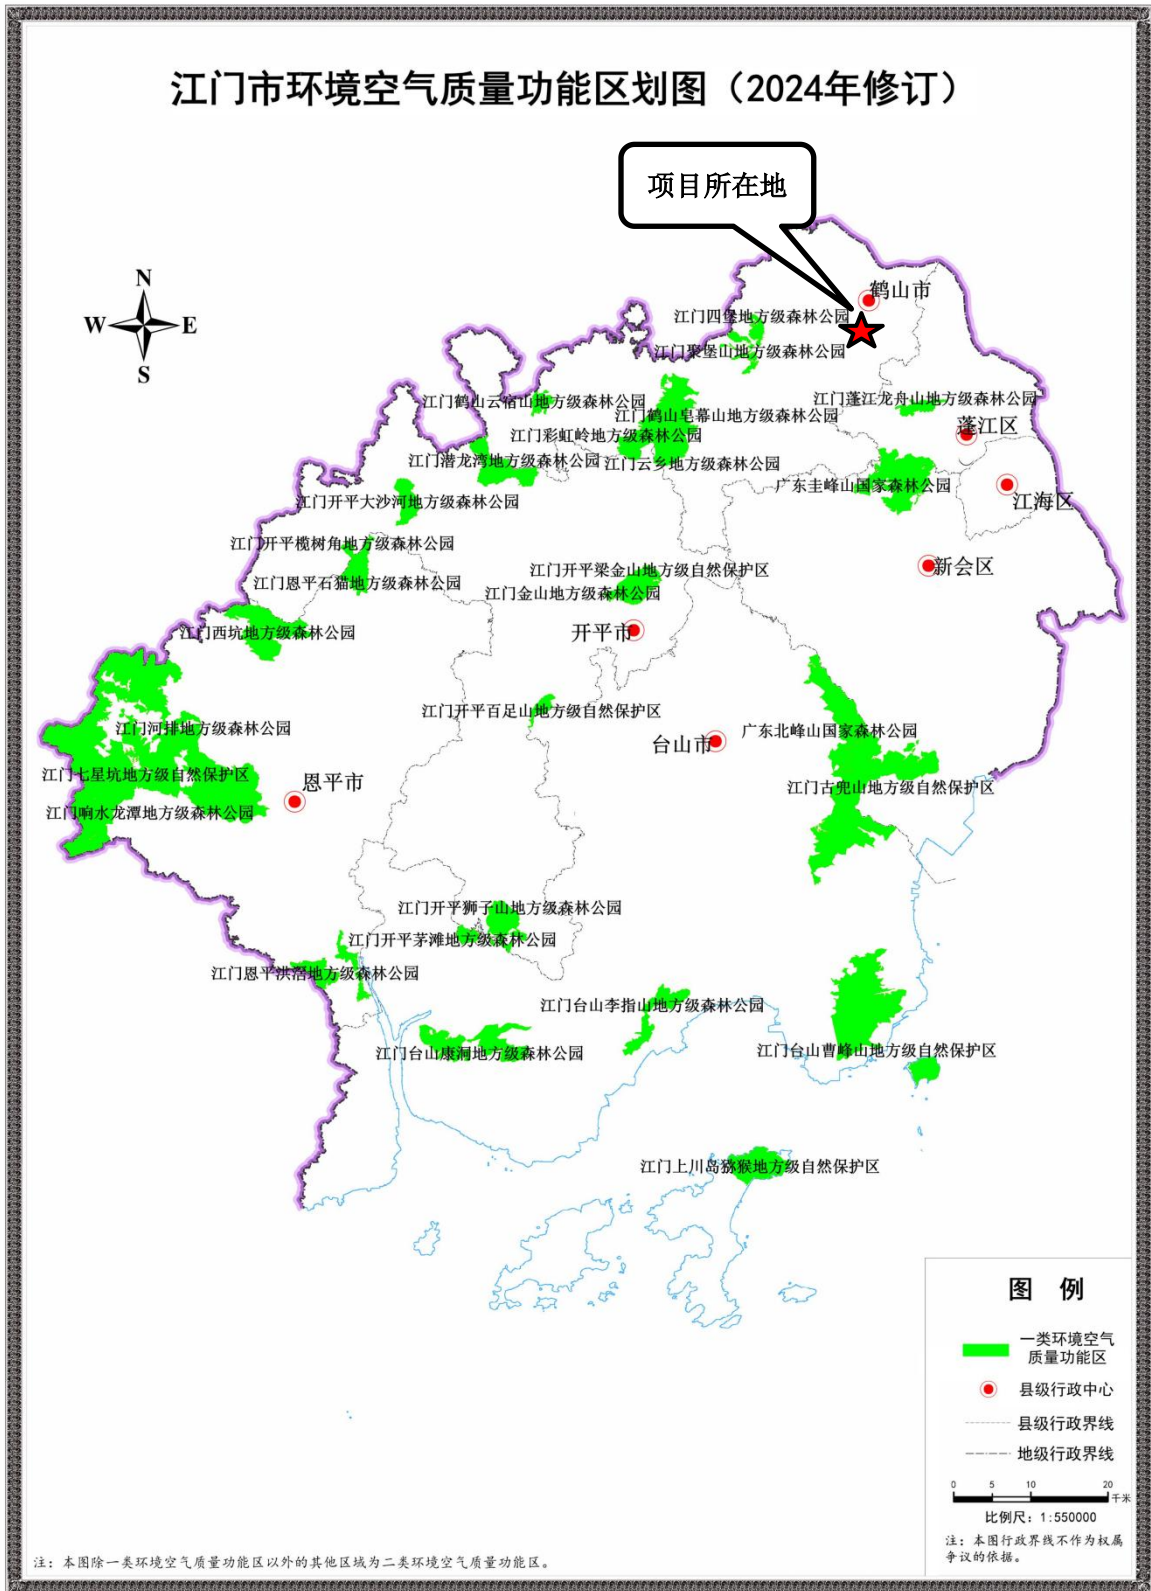 江门市环境空气质量功能区划图（2024年修订）
项目所在地
N
W
E
S
鹤山市
江门四堡地方级森林公园
江门聚堡山地方级森林公园
江门鹤山云宿山地方级森林公园
江门蓬江龙舟山地方级森林公园
江门鹤山皂幕山地方级森林公园
蓬江区
江门彩虹岭地方级森林公园
江门潜龙湾地方级森林公园
江门云乡地方级森林公园
广东圭峰山国家森林公园
江门开平大沙河地方级森林公园
江海区
江门开平榄树角地方级森林公园
新会区
江门开平梁金山地方级自然保护区
江门恩平石猫地方级森林公园
江门金山地方级森林公园
江门西坑地方级森林公园
开平市
江门开平百足山地方级自然保护区
江门河排地方级森林公园
广东北峰山国家森林公园
台山市
江门七星坑地方级自然保护区
恩平市
江门古兜山地方级自然保护区
江门响水龙潭地方级森林公园
江门开平狮子山地方级森林公园
江门开平茅滩地方级森林公园
江门恩平洪滘地方级森林公园
江门台山李指山地方级森林公园
江门台山康洞地方级森林公园
江门台山曹峰山地方级自然保护区
江门上川岛猕猴地方级自然保护区
图 例
一类环境空气
质量功能区
县级行政中心
县级行政界线
地级行政界线
0 5 10 20
千米
比例尺：1:550000
注：本图行政界线不作为权属
争议的依据。
注：本图除一类环境空气质量功能区以外的其他区域为二类环境空气质量功能区。